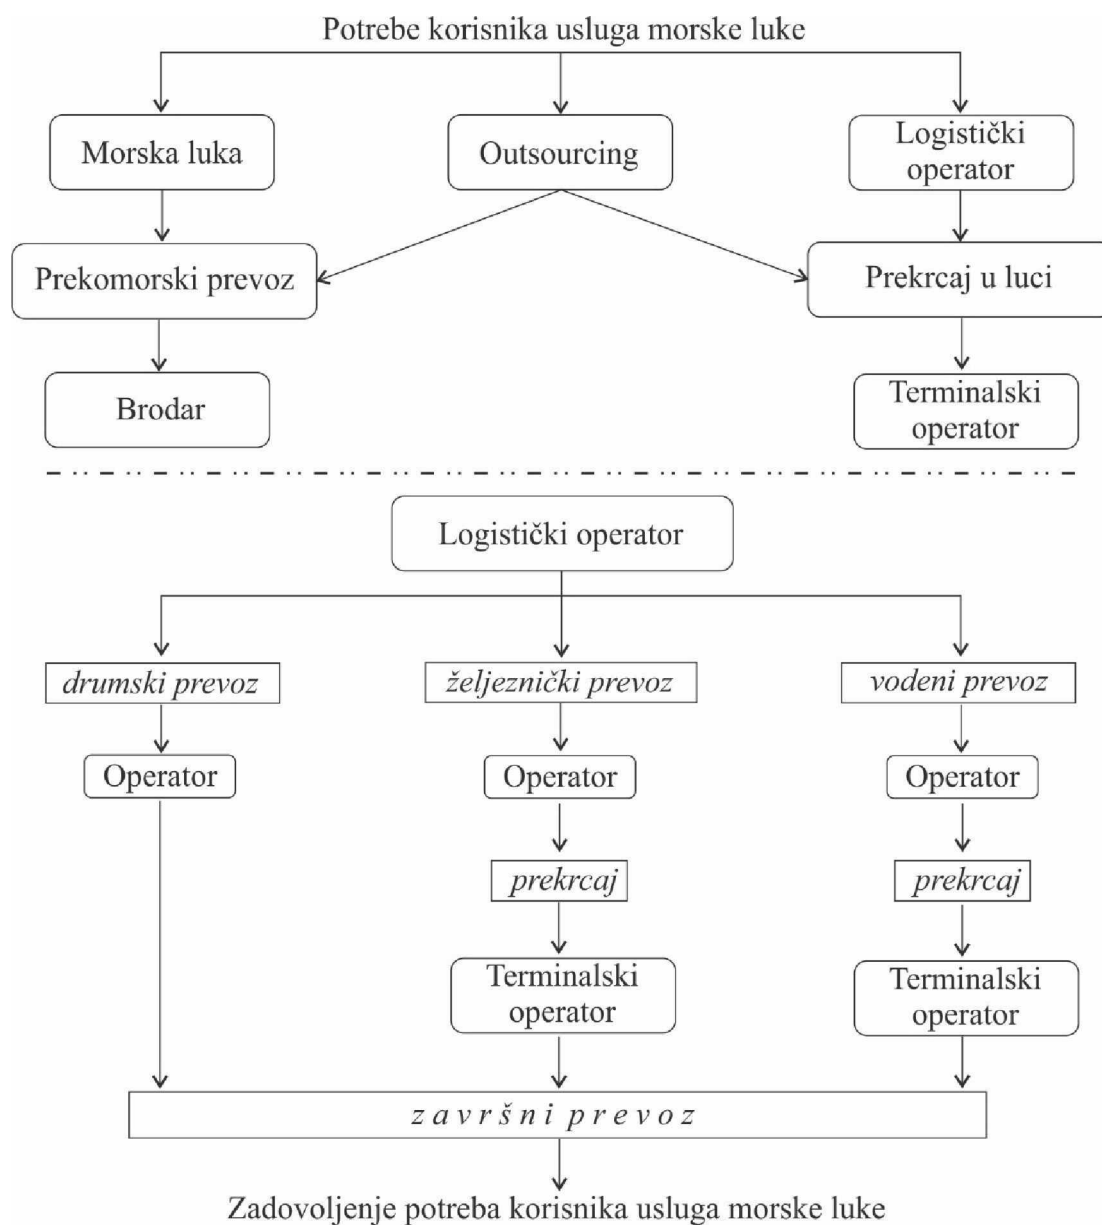 Potrebe korisnika usluga morske luke
Morska luka
Outsourcing
Logistički
operator
Prekomorski prevoz
Prekrcaj u luci
Brodar
Terminalski
operator
Logistički operator
drumski prevoz
željeznički prevoz
vodeni prevoz
Operator
Operator
Operator
prekrcaj
prekrcaj
Terminalski
operator
Terminalski
operator
završni prevoz
Zadovoljenje potreba korisnika usluga morske luke